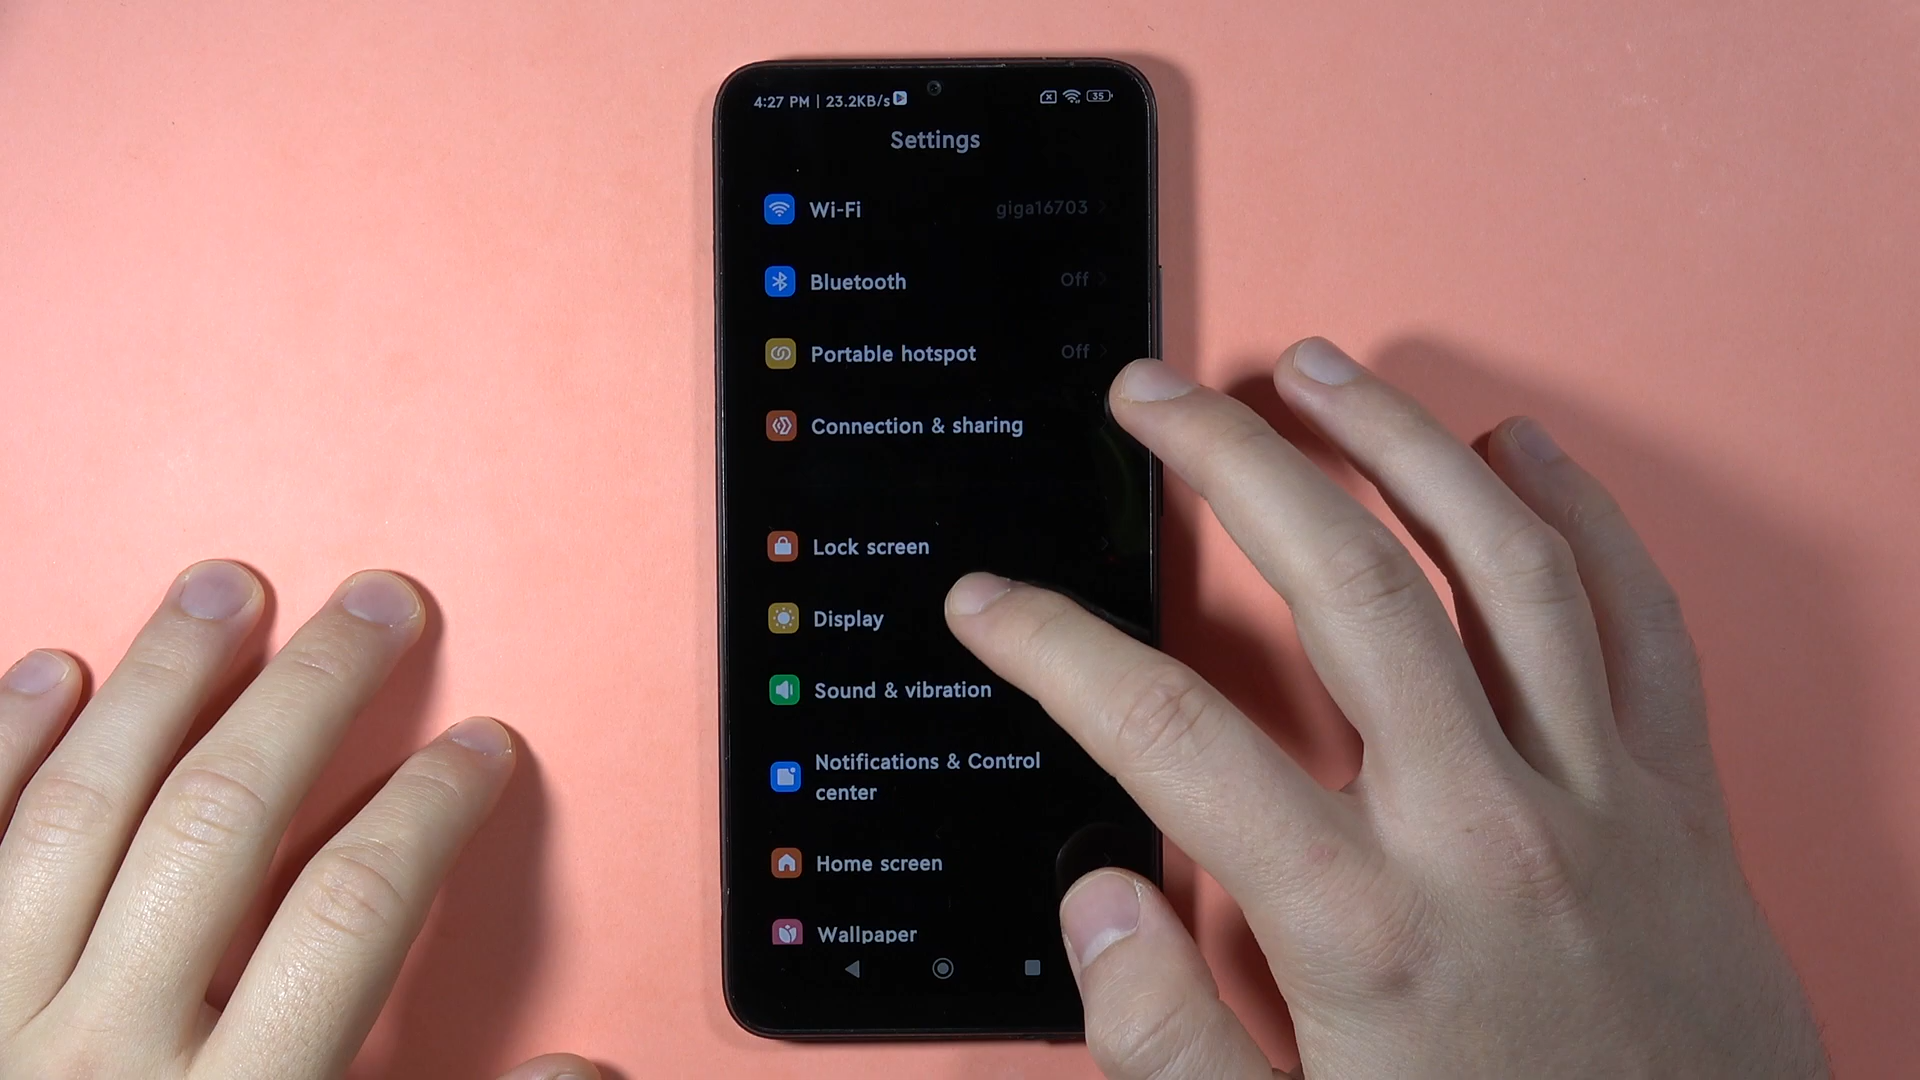 4:27 PM | 23.2KB/s
35
Settings
Wi-Fi giga16703
Bluetooth Off
Portable hotspot Off
Connection & sharing
Lock screen
Display
Sound & vibration
Notifications & Control
center
Home screen
Wallpaper